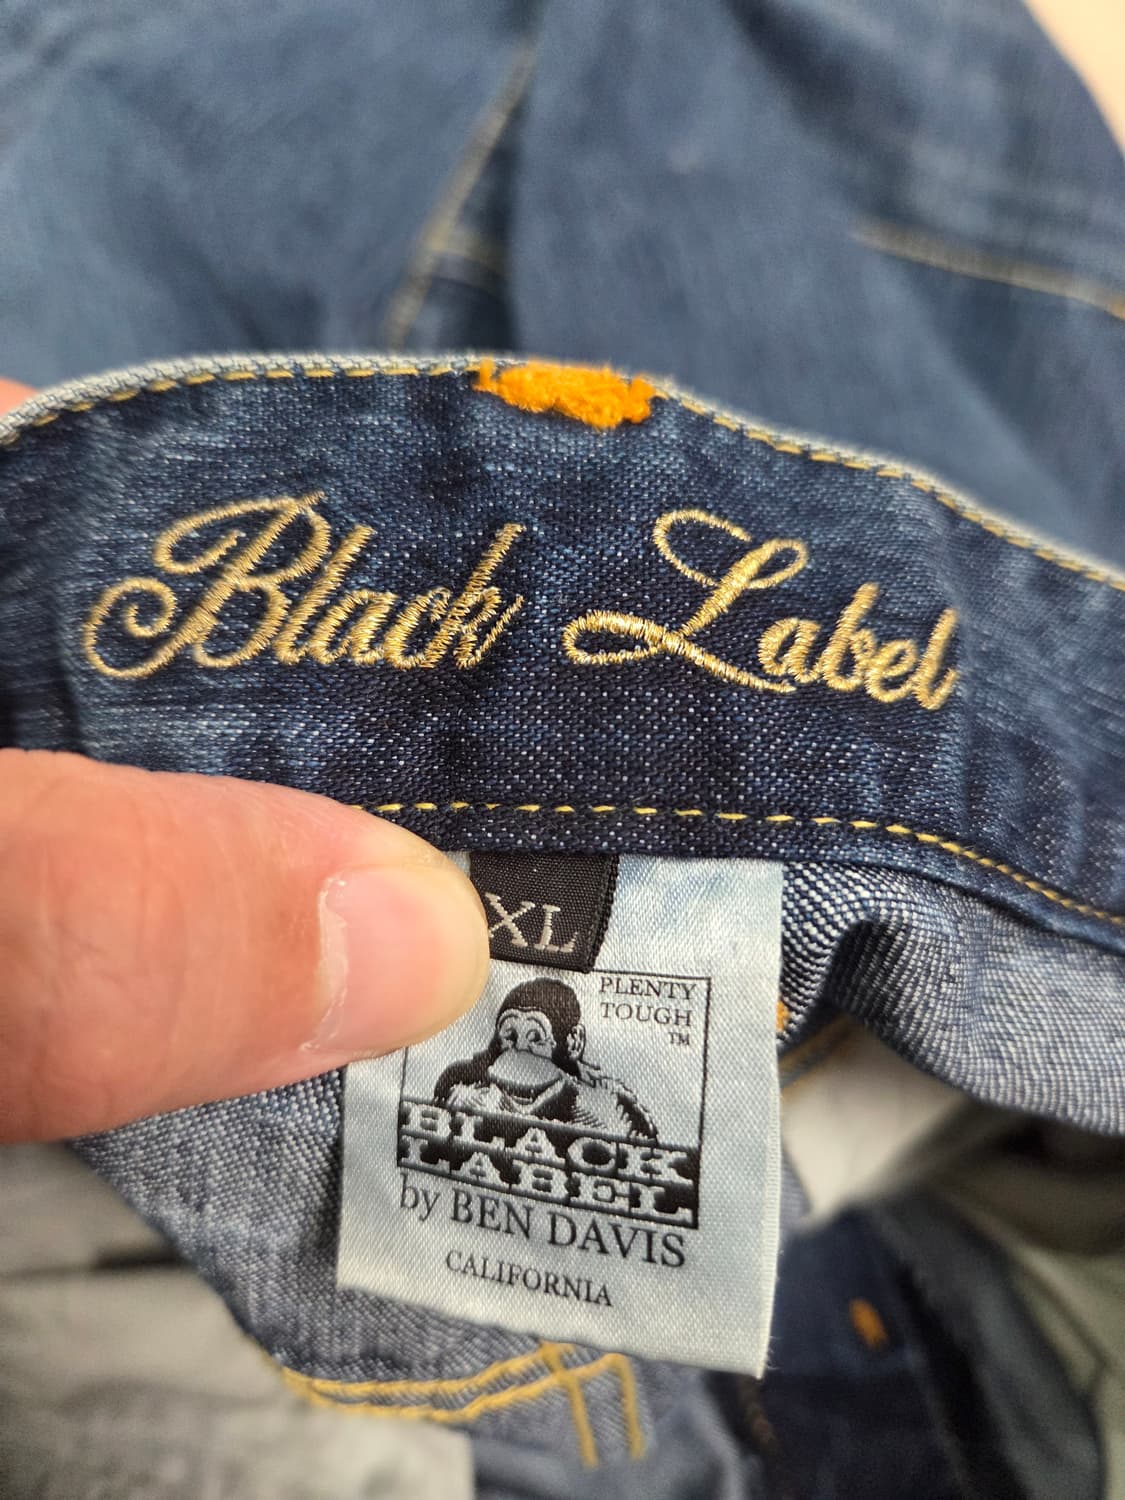 Black Label
XL
PLENTY
TOUGH
™
BLACK
LABEL
by BEN DAVIS
CALIFORNIA